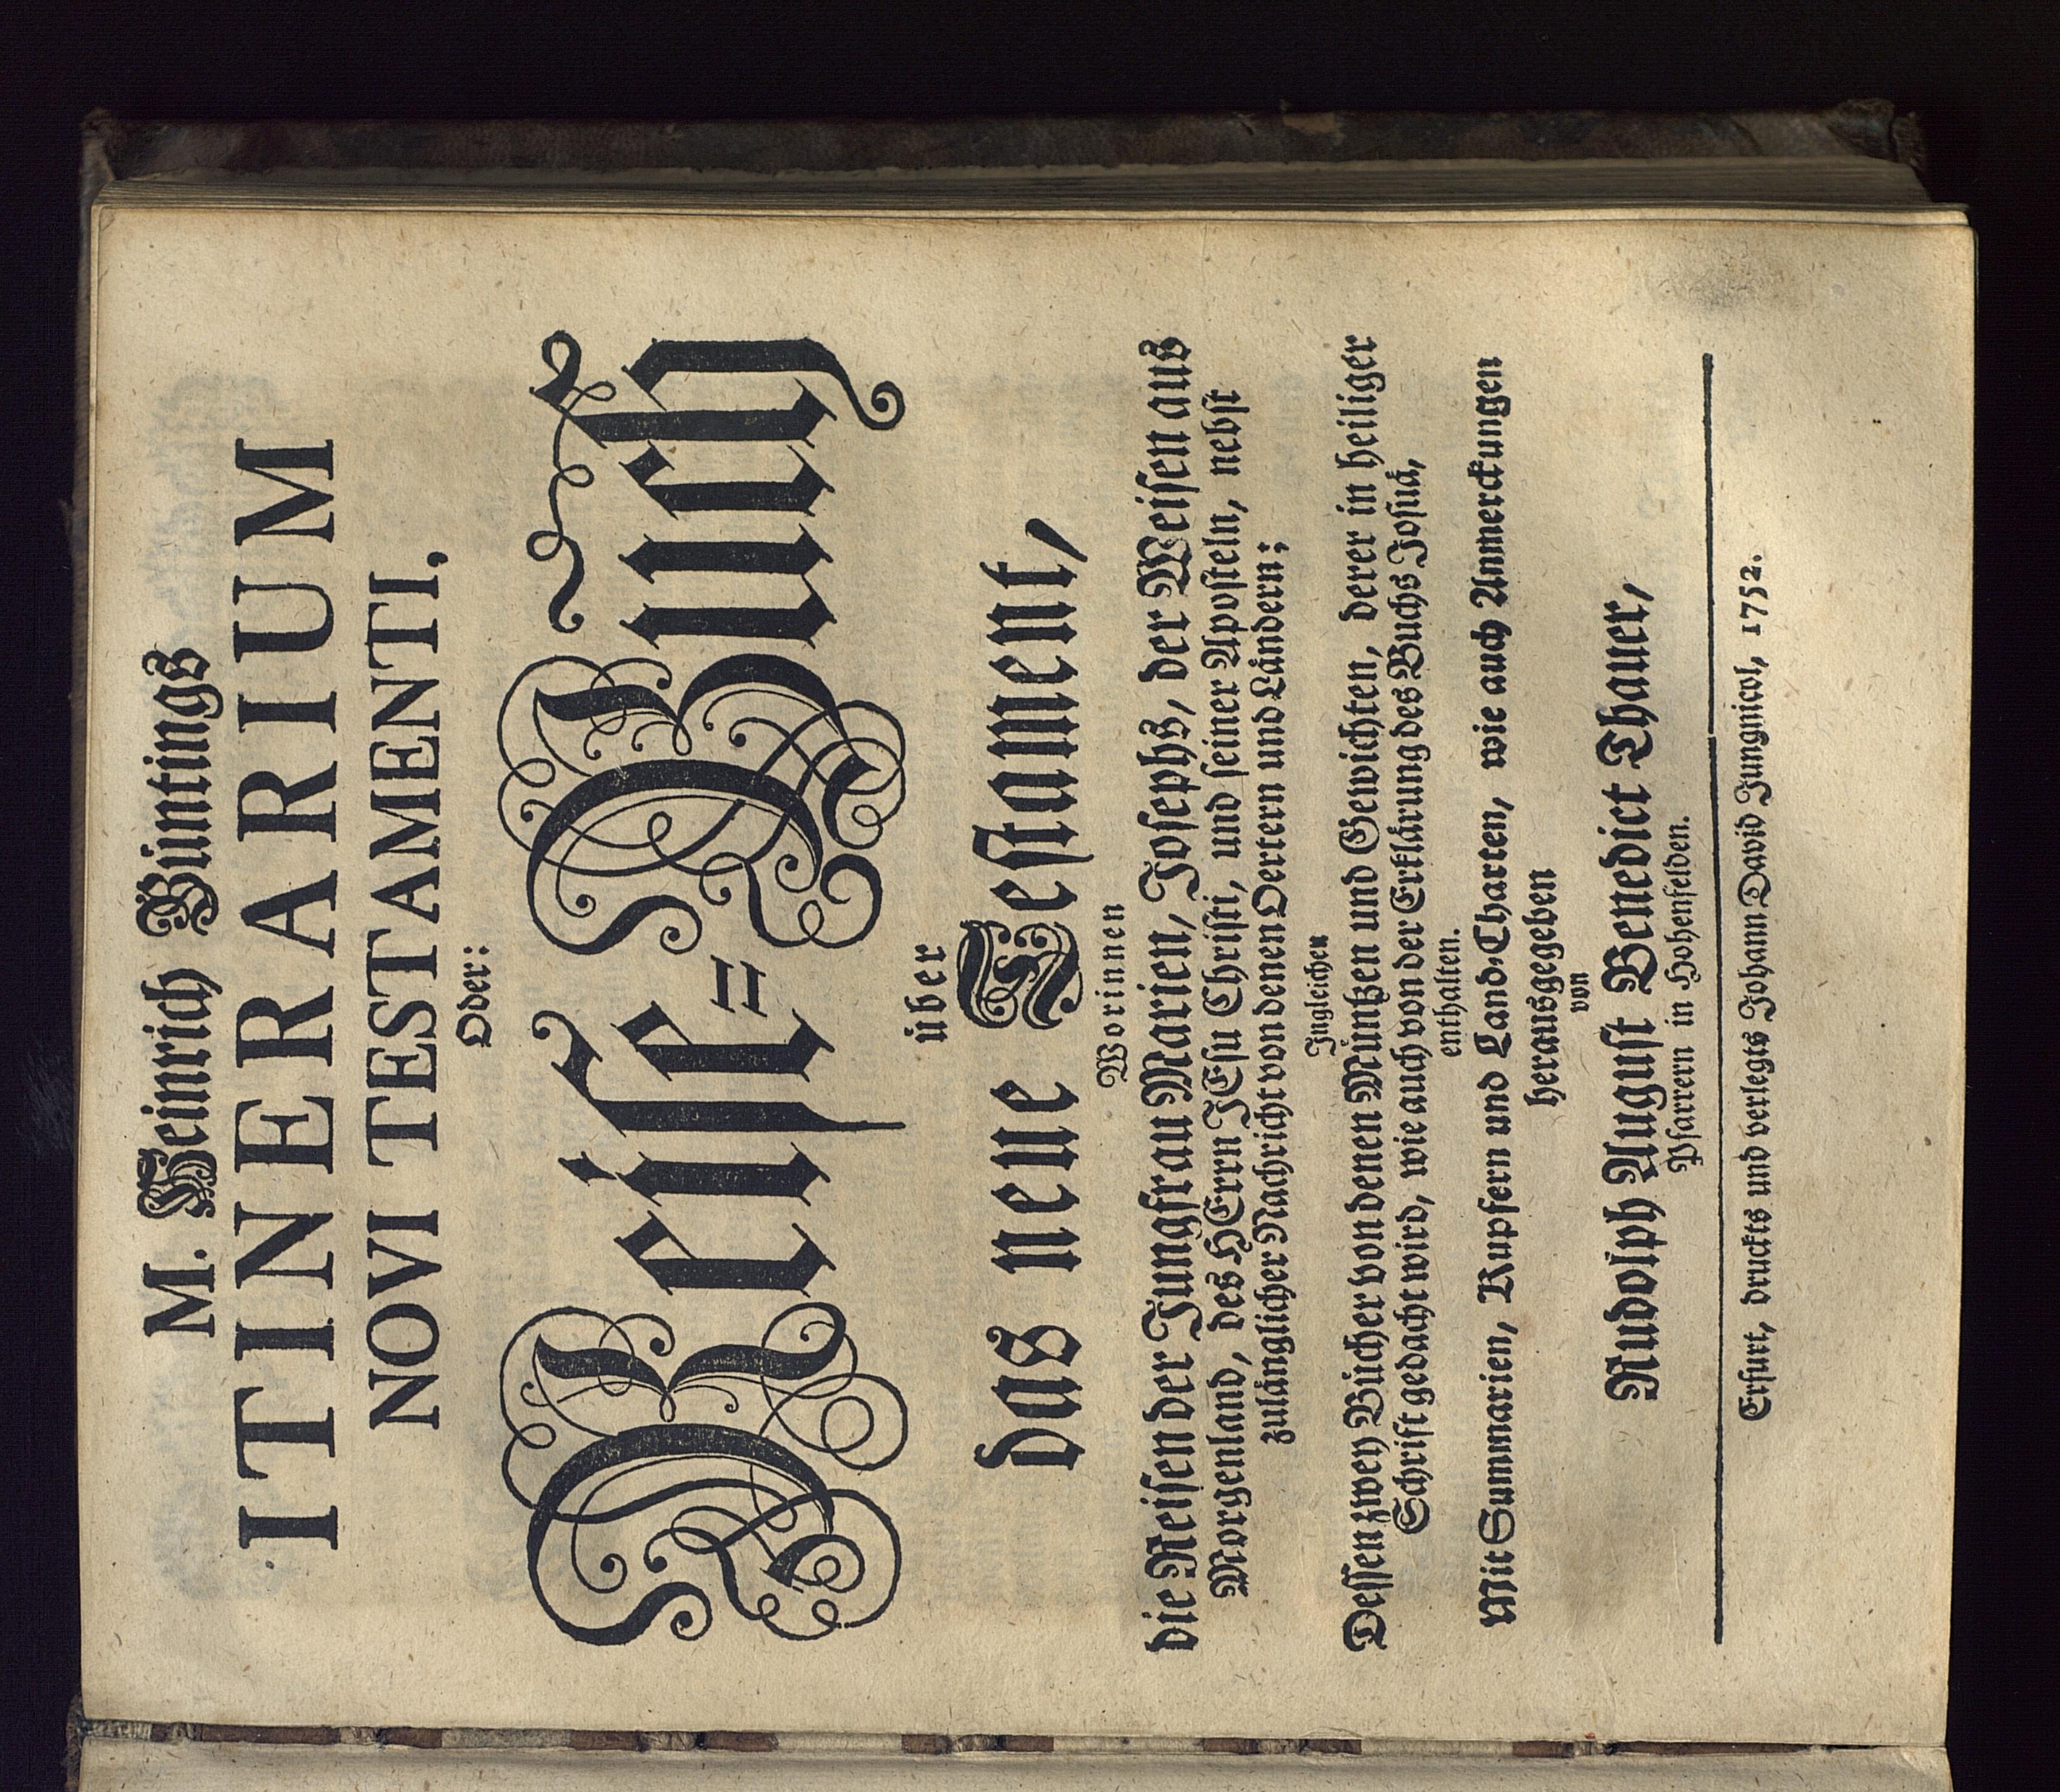 M. Heinrich Büntings
ITINERARIUM
NOVI TESTAMENTI,
Oder:
Reise=Buch
über
das neue Testament,
Worinnen
die Reisen der Jungfrau Marien, Josephs, der Weisen aus
Morgenland, des HErrn JEsu Christi, und seiner Aposteln, nebst
zulänglicher Nachricht von denen Oertern und Ländern;
Ingleichen
Dessen zwey Bücher von denen Müntzen und Gewichten, derer in heiliger
Schrift gedacht wird, wie auch von der Erklärung des Buchs Josuä,
enthalten.
Mit Summarien, Kupfern und Land-Charten, wie auch Anmerckungen
herausgegeben
von
Rudolph August Benedict Thauer,
Pfarrern in Hohenfelden.
Erfurt, druckts und verlegts Johann David Jungnicol, 1752.